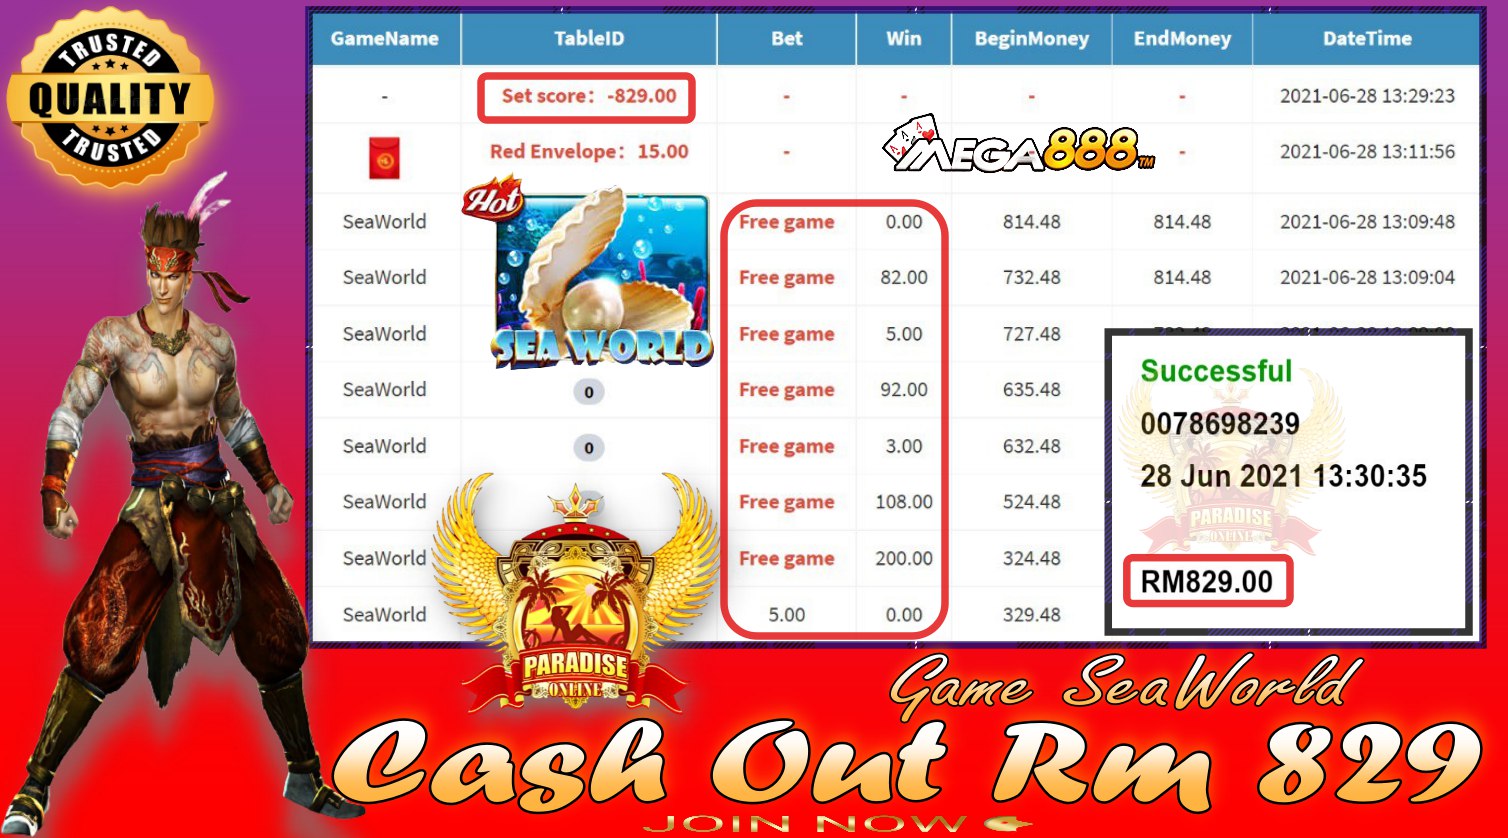 TRUSTED
QUALITY
TRUSTED
GameName TableID Bet Win BeginMoney EndMoney DateTime
- Set score: -829.00 - - - - 2021-06-28 13:29:23
Red Envelope: 15.00 - - - 2021-06-28 13:11:56
MEGA888 TM
SeaWorld Free game 0.00 814.48 814.48 2021-06-28 13:09:48
Hot
SeaWorld Free game 82.00 732.48 814.48 2021-06-28 13:09:04
SeaWorld Free game 5.00 727.48
SEA WORLD
SeaWorld 0 Free game 92.00 635.48
SeaWorld 0 Free game 3.00 632.48
SeaWorld Free game 108.00 524.48
SeaWorld Free game 200.00 324.48
SeaWorld 5.00 0.00 329.48
Successful
0078698239
28 Jun 2021 13:30:35
PARADISE
ONLINE
RM829.00
PARADISE
ONLINE
Game SeaWorld
Cash Out Rm 829
JOIN NOW